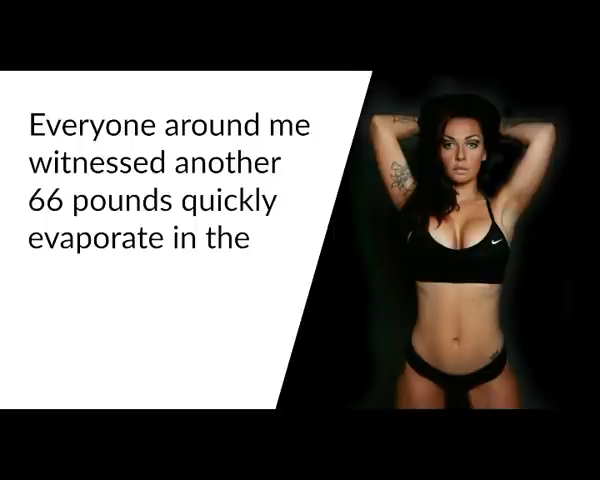 Everyone around me
witnessed another
66 pounds quickly
evaporate in the